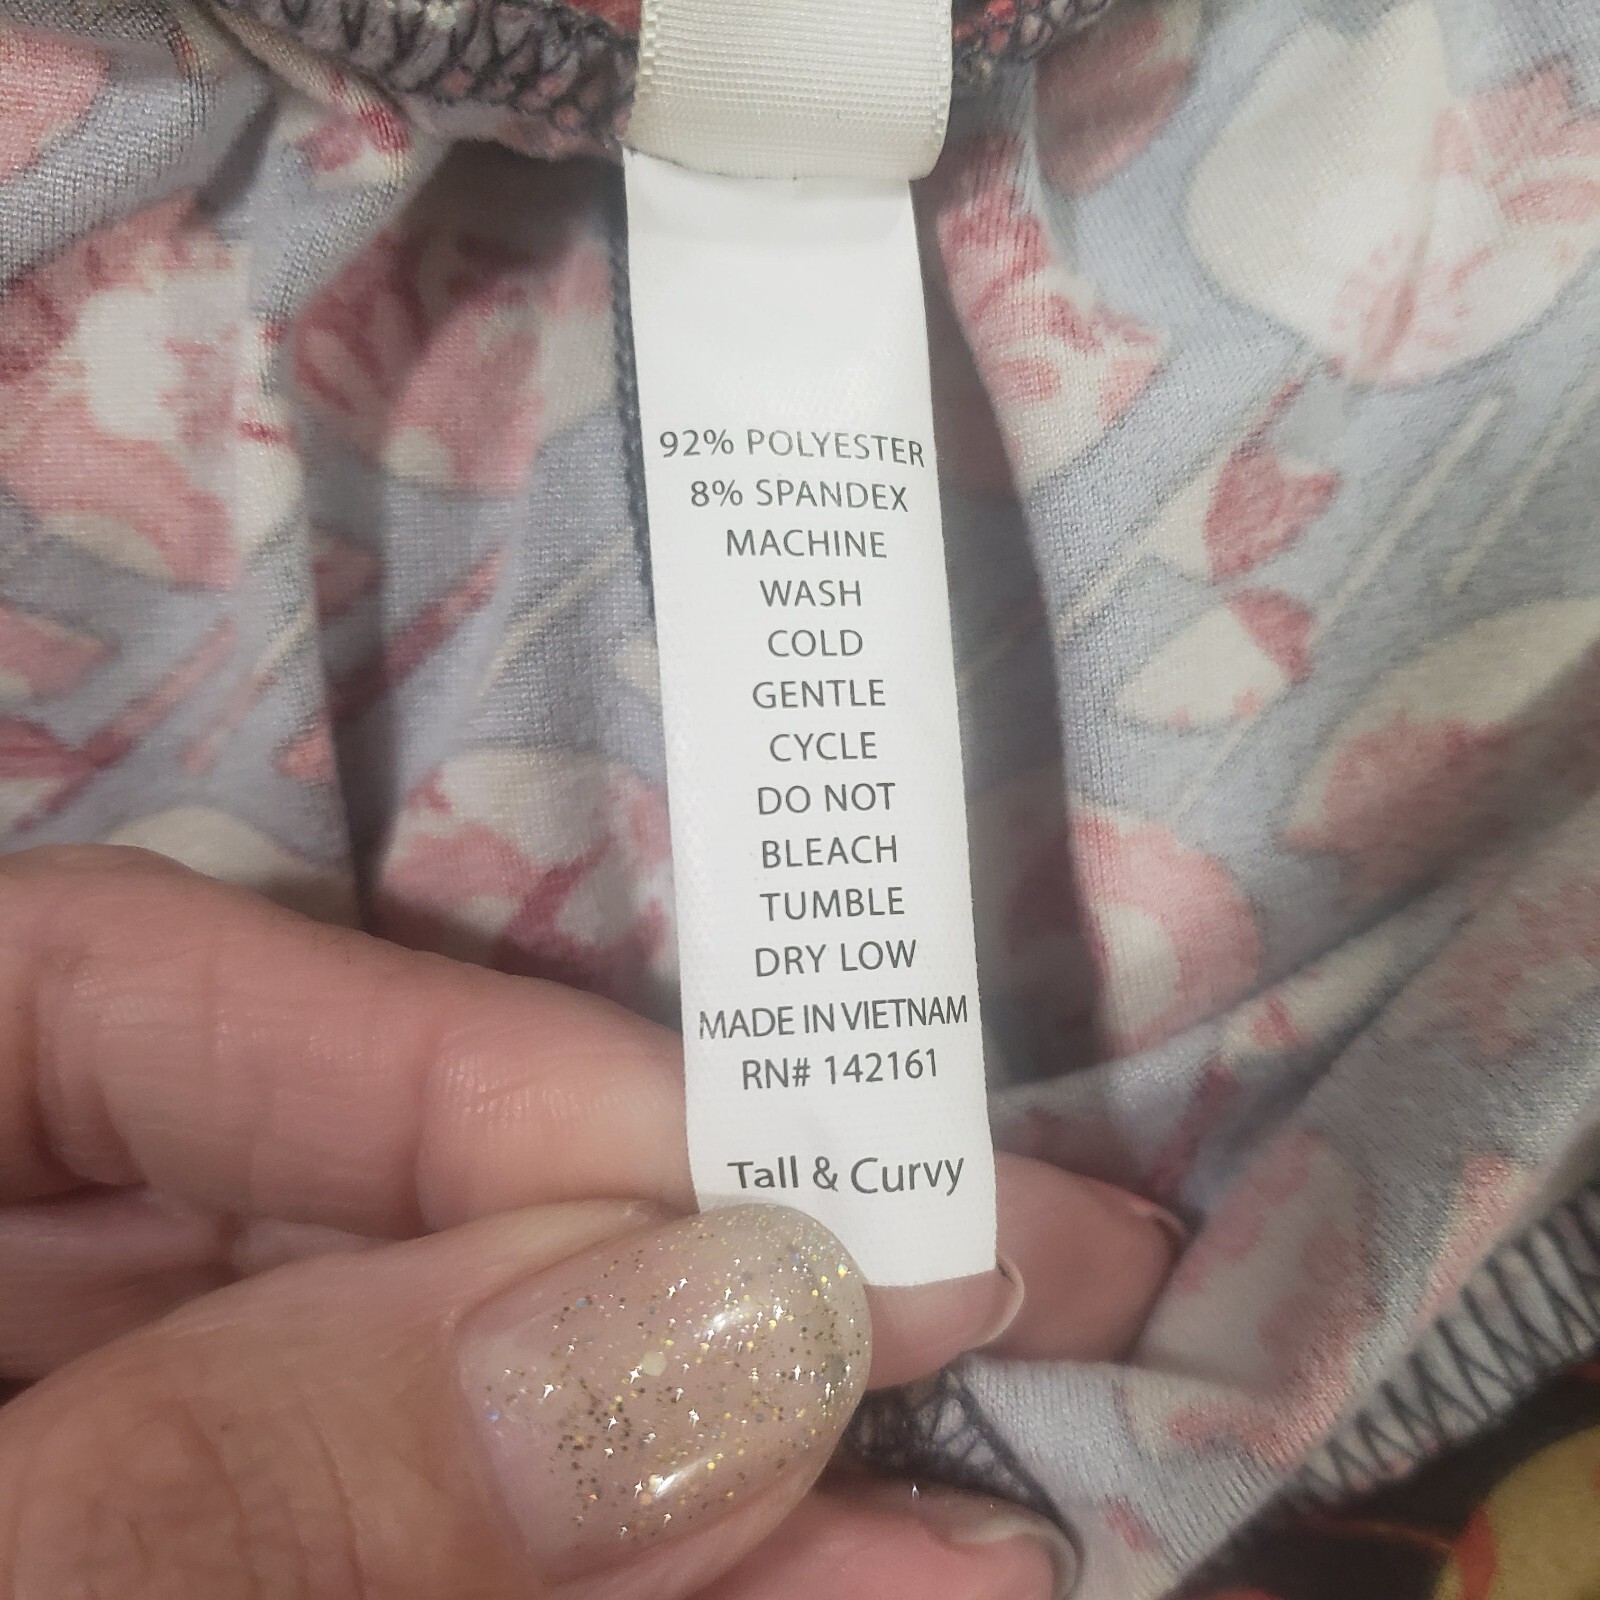 92% POLYESTER
8% SPANDEX
MACHINE
WASH
COLD
GENTLE
CYCLE
DO NOT
BLEACH
TUMBLE
DRY LOW
MADE IN VIETNAM
RN# 142161
Tall & Curvy